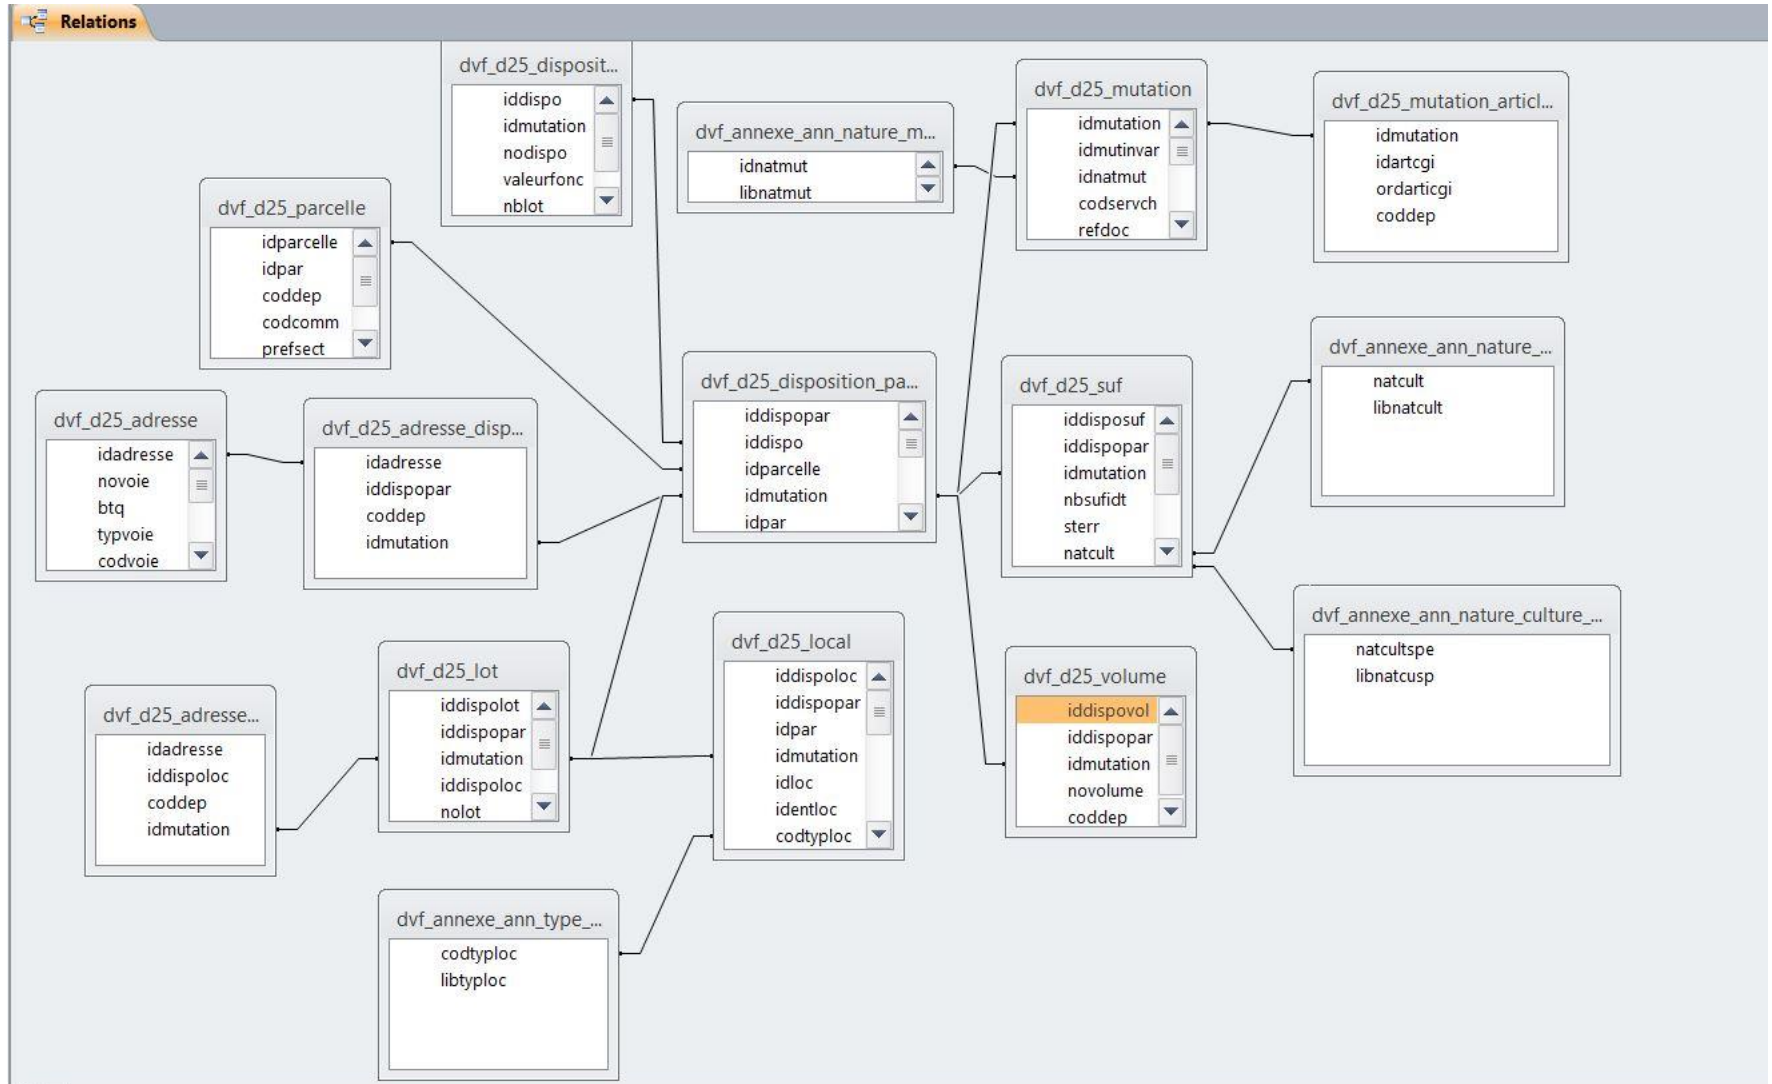 Relations
dvf_d25_disposit...
iddispo
idmutation
nodispo
valeurfonc
nblot
dvf_annexe_ann_nature_m...
idnatmut
libnatmut
dvf_d25_mutation
idmutation
idmutinvar
idnatmut
codservch
refdoc
dvf_d25_mutation_articl...
idmutation
idartcgi
ordarticgi
coddep
dvf_d25_parcelle
idparcelle
idpar
coddep
codcomm
prefsect
dvf_d25_adresse
idadresse
novoie
btq
typvoie
codvoie
dvf_d25_adresse_disp...
idadresse
iddispopar
coddep
idmutation
dvf_d25_disposition_pa...
iddispopar
iddispo
idparcelle
idmutation
idpar
dvf_d25_suf
iddisposuf
iddispopar
idmutation
nbsufidt
sterr
natcult
dvf_annexe_ann_nature_...
natcult
libnatcult
dvf_annexe_ann_nature_culture_...
natcultspe
libnatcusp
dvf_d25_adresse...
idadresse
iddispoloc
coddep
idmutation
dvf_d25_lot
iddispolot
iddispopar
idmutation
iddispoloc
nolot
dvf_d25_local
iddispoloc
iddispopar
idpar
idmutation
idloc
identloc
codtyploc
dvf_d25_volume
iddispovol
iddispopar
idmutation
novolume
coddep
dvf_annexe_ann_type_...
codtyploc
libtyploc